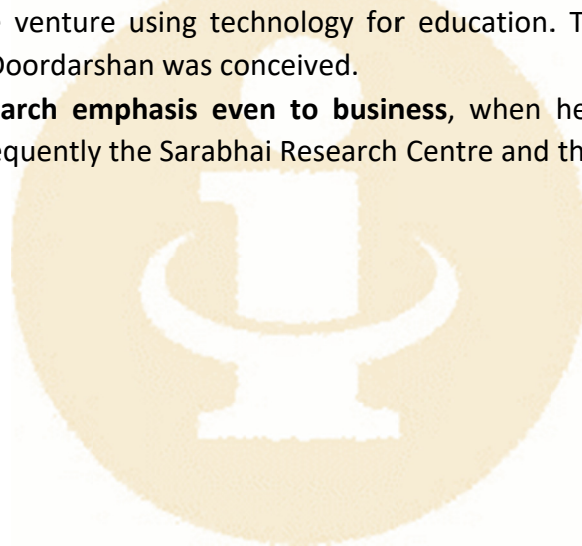 venture using technology for education. T
Doordarshan was conceived.
arch emphasis even to business, when he
equently the Sarabhai Research Centre and th